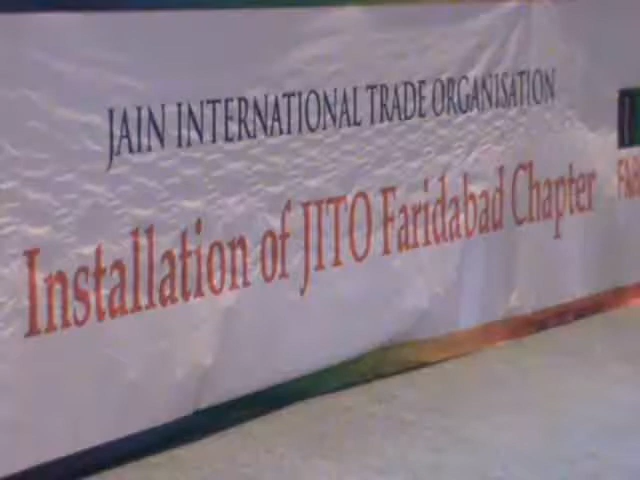 JAIN INTERNATIONAL TRADE ORGANISATION
Installation of JITO Faridabad Chapter